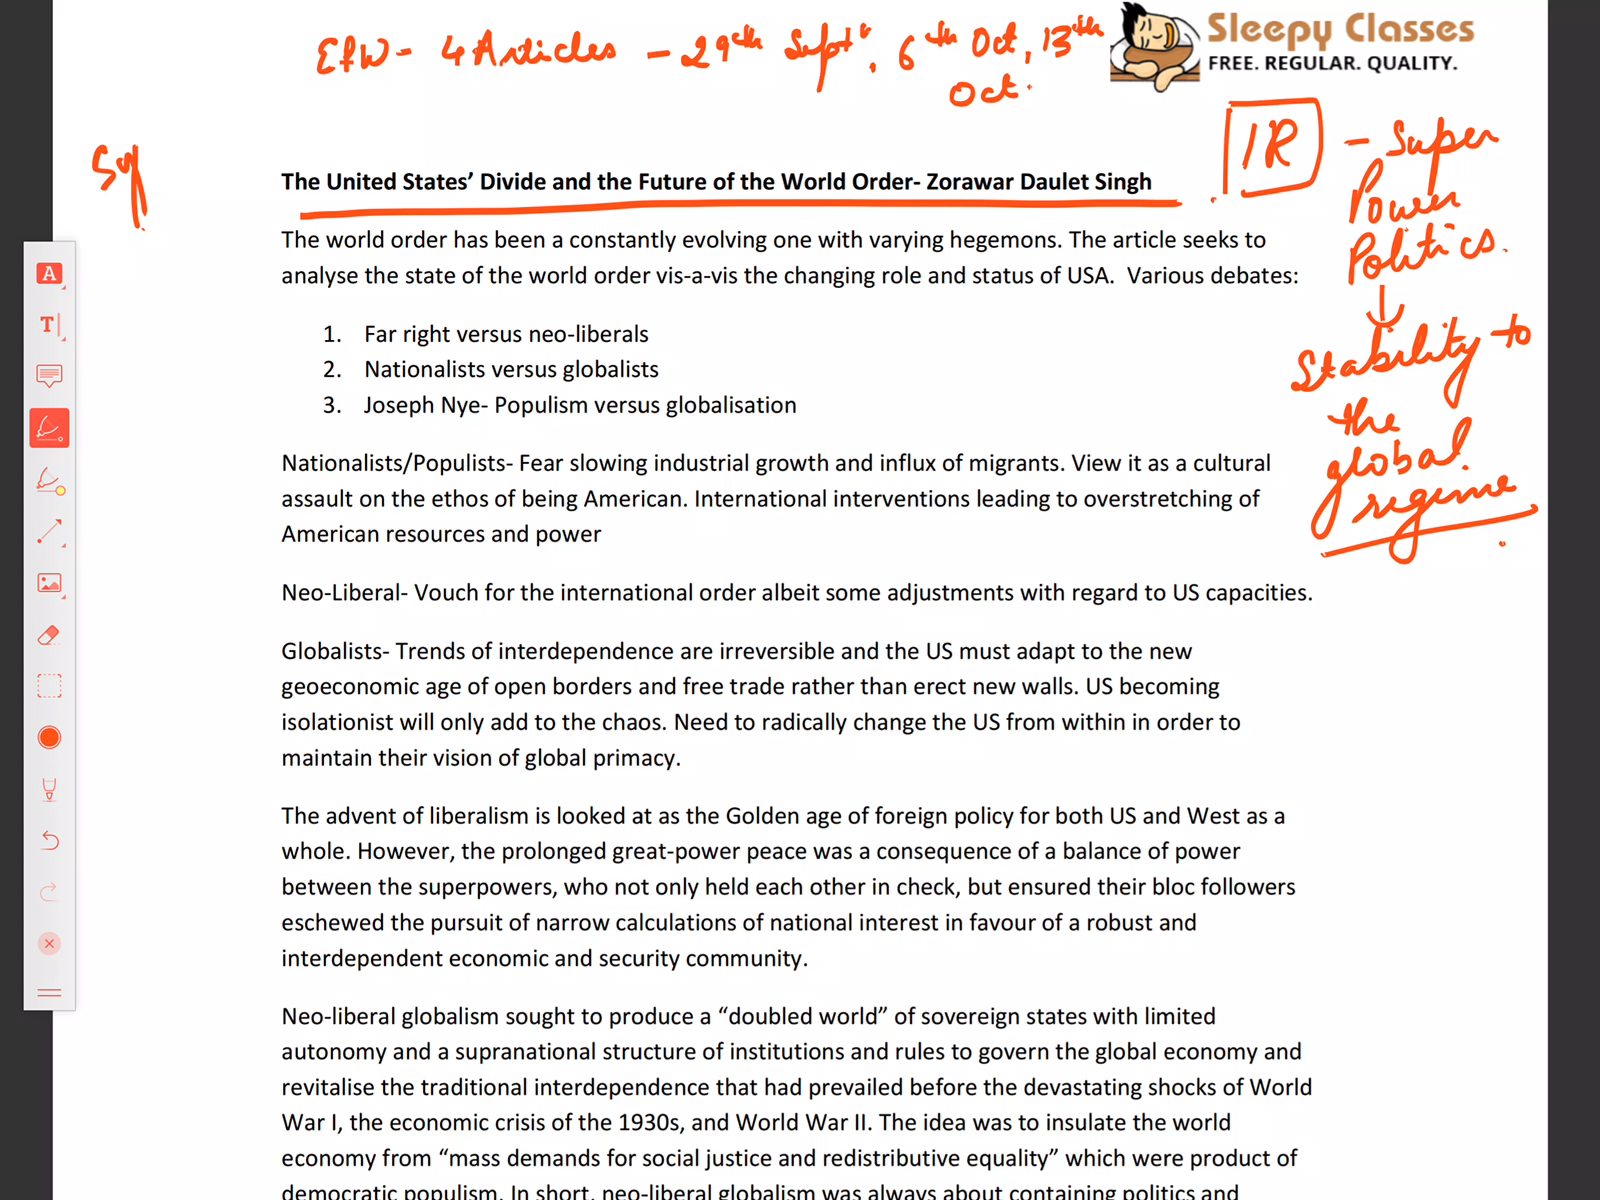 EPW - 4 Articles - 29th Sept, 6th Oct, 13th
Oct.
Sleepy Classes
FREE. REGULAR. QUALITY.
IR - Super
Power
Politics.
Stability to
the
global
regime
The United States’ Divide and the Future of the World Order- Zorawar Daulet Singh
The world order has been a constantly evolving one with varying hegemons. The article seeks to
analyse the state of the world order vis-a-vis the changing role and status of USA.  Various debates:
1. Far right versus neo-liberals
2. Nationalists versus globalists
3. Joseph Nye- Populism versus globalisation
Nationalists/Populists- Fear slowing industrial growth and influx of migrants. View it as a cultural
assault on the ethos of being American. International interventions leading to overstretching of
American resources and power
Neo-Liberal- Vouch for the international order albeit some adjustments with regard to US capacities.
Globalists- Trends of interdependence are irreversible and the US must adapt to the new
geoeconomic age of open borders and free trade rather than erect new walls. US becoming
isolationist will only add to the chaos. Need to radically change the US from within in order to
maintain their vision of global primacy.
The advent of liberalism is looked at as the Golden age of foreign policy for both US and West as a
whole. However, the prolonged great-power peace was a consequence of a balance of power
between the superpowers, who not only held each other in check, but ensured their bloc followers
eschewed the pursuit of narrow calculations of national interest in favour of a robust and
interdependent economic and security community.
Neo-liberal globalism sought to produce a “doubled world” of sovereign states with limited
autonomy and a supranational structure of institutions and rules to govern the global economy and
revitalise the traditional interdependence that had prevailed before the devastating shocks of World
War I, the economic crisis of the 1930s, and World War II. The idea was to insulate the world
economy from “mass demands for social justice and redistributive equality” which were product of
democratic populism. In short, neo-liberal globalism was always about containing politics and